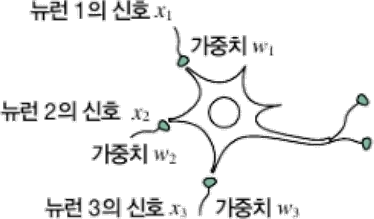 뉴런 1의 신호 x₁
가중치 w₁
뉴런 2의 신호 x₂
가중치 w₂
뉴런 3의 신호 x₃
가중치 w₃